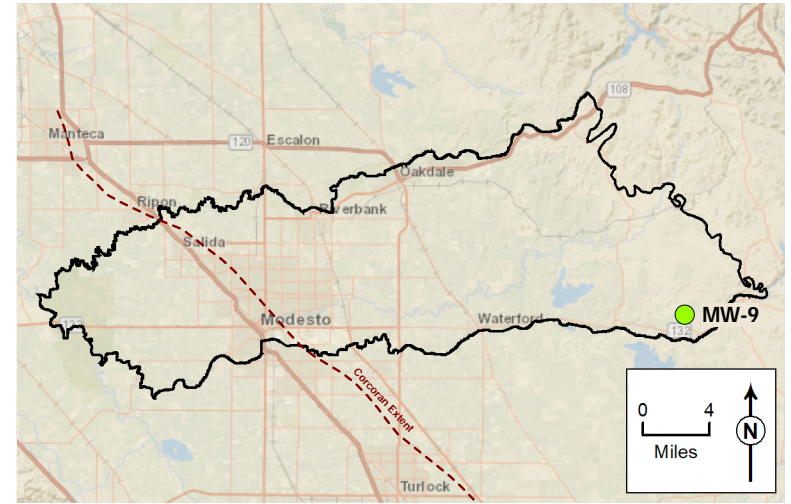 108
Manteca
120
Escalon
Oakdale
Ripon
Riverbank
Salida
MW-9
Modesto
Waterford
132
132
Corcoran Extent
0 4
Miles
N
Turlock